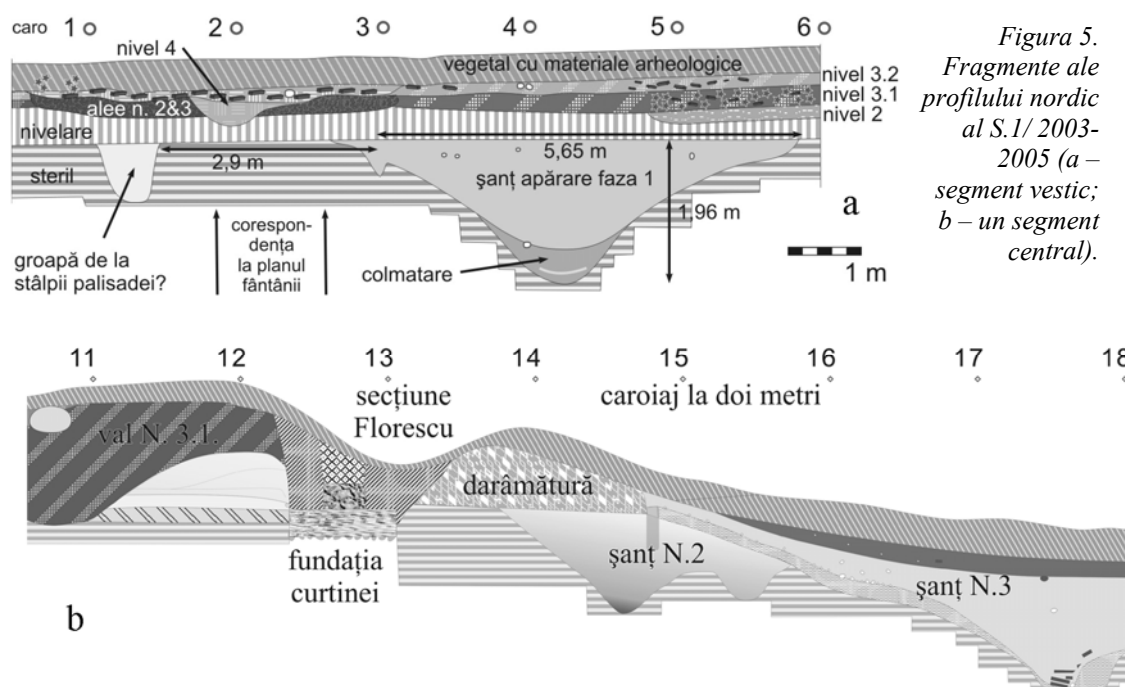 caro 1 2 3 4 5 6
nivel 4
vegetal cu materiale arheologice
nivel 3.2
nivel 3.1
nivel 2
alee n. 2&3
nivelare
2,9 m
5,65 m
steril
şanţ apărare faza 1
1,96 m
a
groapă de la
stâlpii palisadei?
corespon-
denţa
la planul
fântânii
colmatare
1 m
Figura 5.
Fragmente ale
profilului nordic
al S.1/ 2003-
2005 (a –
segment vestic;
b – un segment
central).
11 12 13 14 15 16 17 18
secţiune
Florescu
caroiaj la doi metri
val N. 3.1.
darâmătură
fundaţia
curtinei
şanţ N.2
şanţ N.3
b